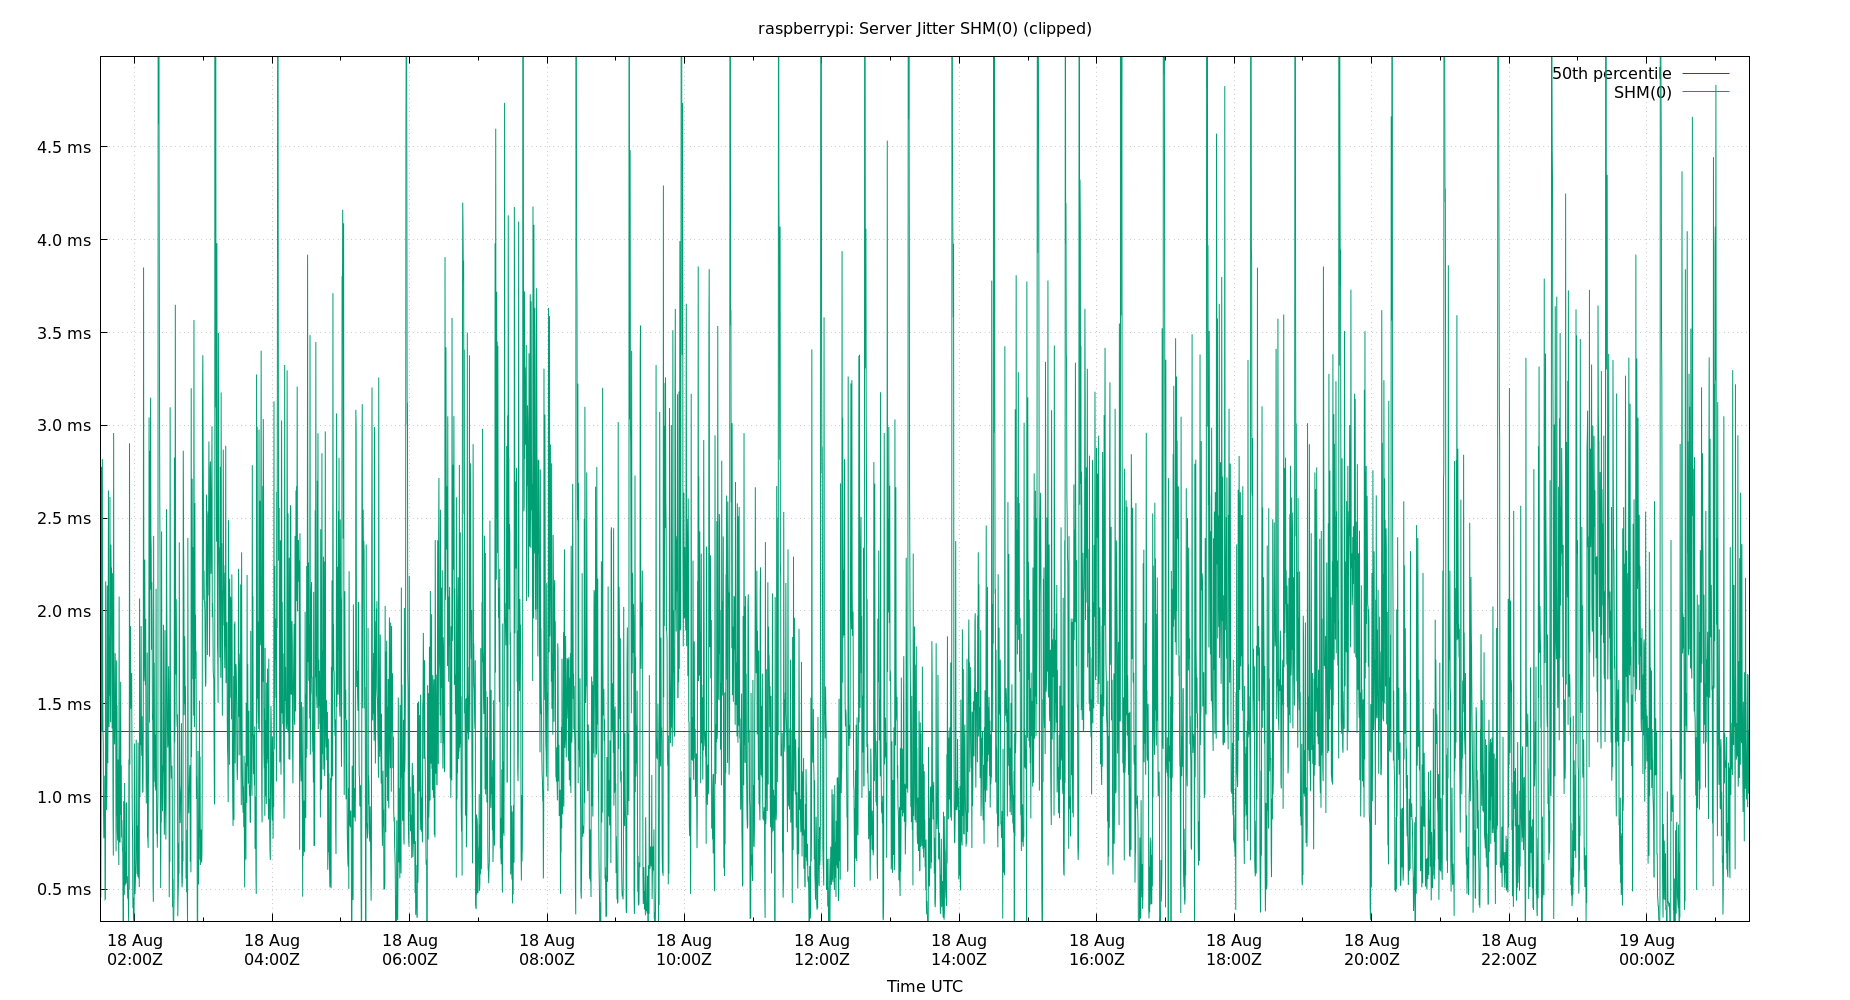 raspberrypi: Server Jitter SHM(0) (clipped)
50th percentile
SHM(0)
4.5 ms
4.0 ms
3.5 ms
3.0 ms
2.5 ms
2.0 ms
1.5 ms
1.0 ms
0.5 ms
18 Aug 18 Aug 18 Aug 18 Aug 18 Aug 18 Aug 18 Aug 18 Aug 18 Aug 18 Aug 18 Aug 19 Aug
02:00Z 04:00Z 06:00Z 08:00Z 10:00Z 12:00Z 14:00Z 16:00Z 18:00Z 20:00Z 22:00Z 00:00Z
Time UTC